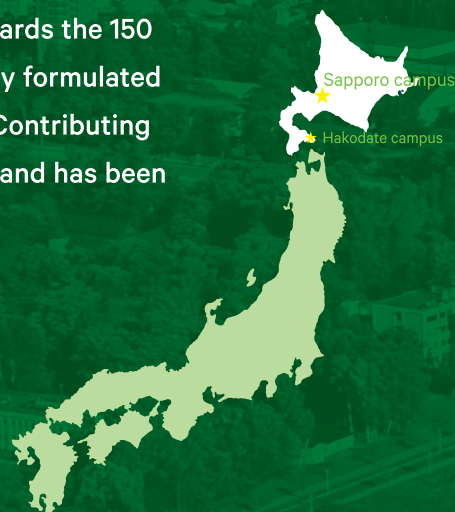 ards the 150
y formulated
Contributing
and has been
Sapporo campus
Hakodate campus